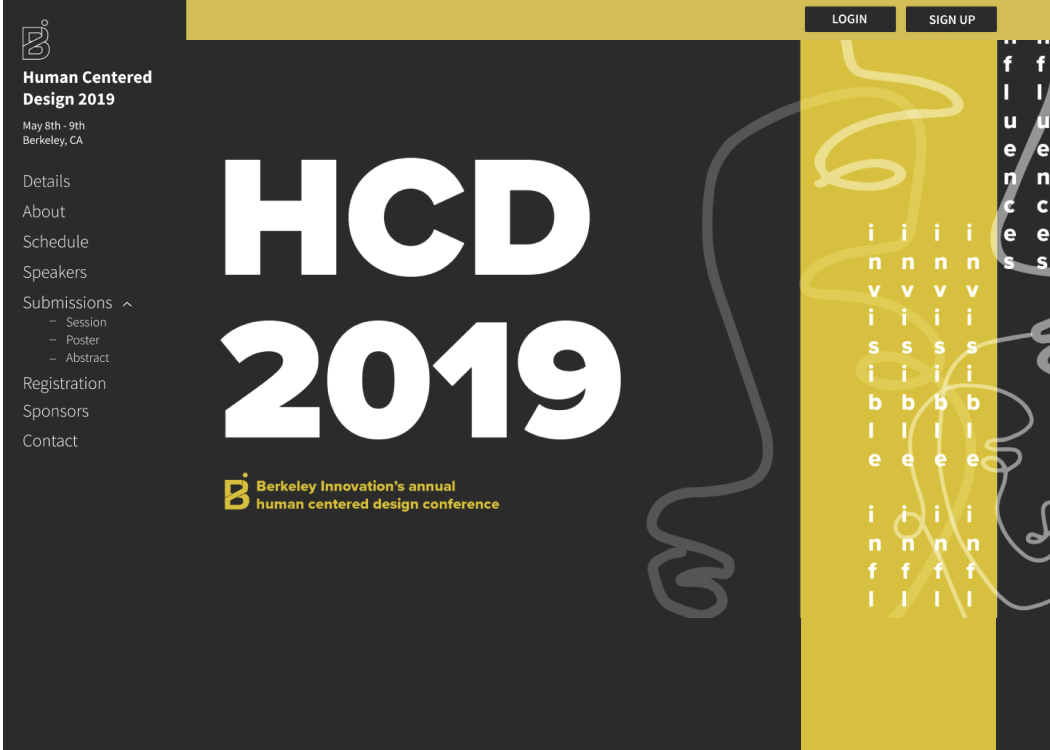 LOGIN
SIGN UP
Human Centered
Design 2019
May 8th - 9th
Berkeley, CA
Details
About
Schedule
Speakers
Submissions
– Session
– Poster
– Abstract
Registration
Sponsors
Contact
HCD
2019
Berkeley Innovation's annual
human centered design conference
invisible infl
invisible infl
invisible infl
invisible infl
nfluences
nfluences